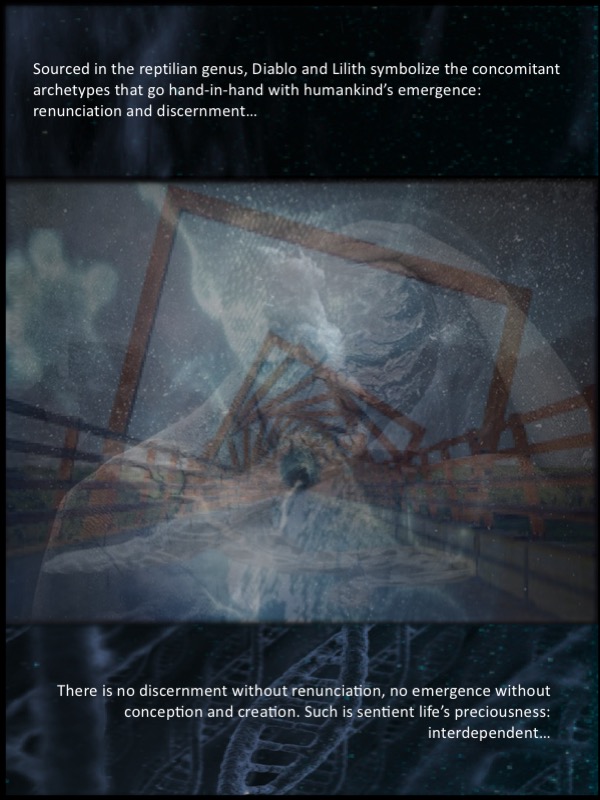 Sourced in the reptilian genus, Diablo and Lilith symbolize the concomitant
archetypes that go hand-in-hand with humankind’s emergence:
renunciation and discernment…
There is no discernment without renunciation, no emergence without
conception and creation. Such is sentient life’s preciousness:
interdependent…